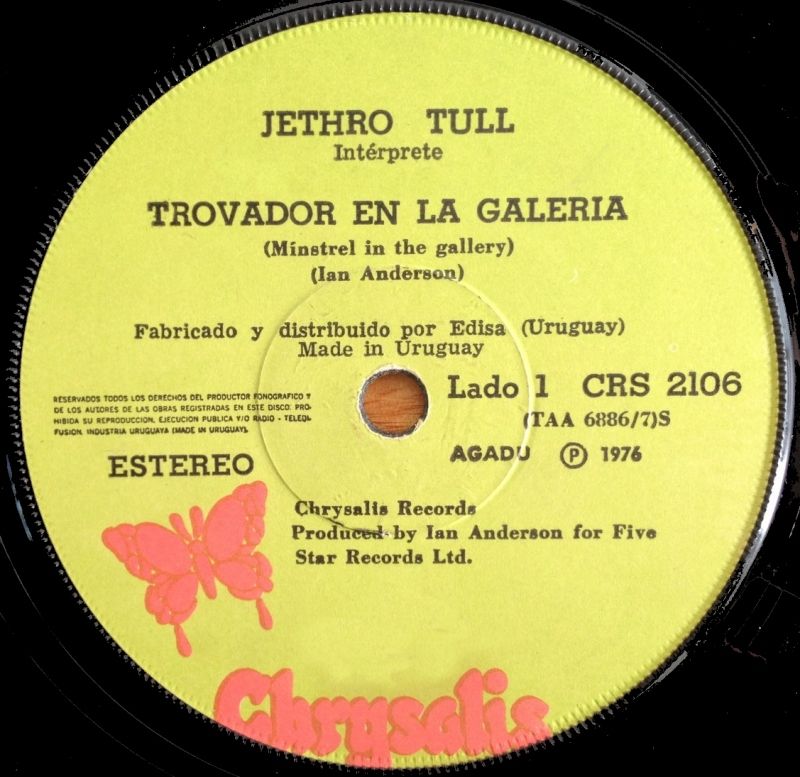 JETHRO TULL
Intérprete
TROVADOR EN LA GALERIA
(Minstrel in the gallery)
(Ian Anderson)
Fabricado y distribuido por Edisa (Uruguay)
Made in Uruguay
Lado 1 CRS 2106
(TAA 6886/7)S
RESERVADOS TODOS LOS DERECHOS DEL PRODUCTOR FONOGRAFICO Y
DE LOS AUTORES DE LAS OBRAS REGISTRADAS EN ESTE DISCO. PRO-
HIBIDA SU REPRODUCCION, EJECUCION PUBLICA Y/O RADIO - TELEDI-
FUSION. INDUSTRIA URUGUAYA (MADE IN URUGUAY).
AGADU Ⓟ 1976
ESTEREO
Chrysalis Records
Produced by Ian Anderson for Five
Star Records Ltd.
Chrysalis